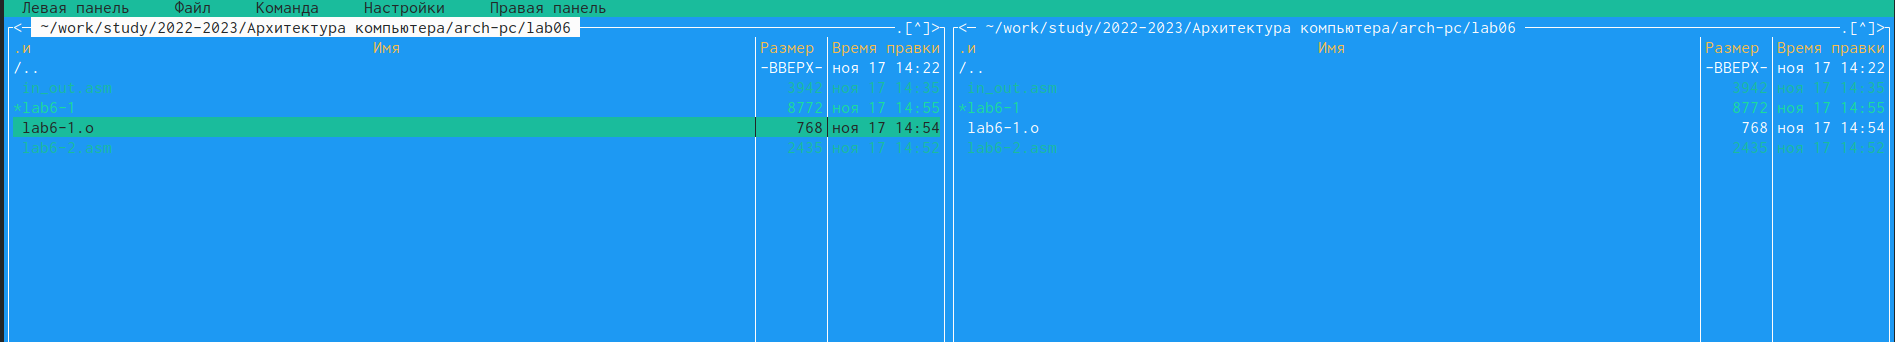 Левая панель Файл Команда Настройки Правая панель
<─ ~/work/study/2022-2023/Архитектура компьютера/arch-pc/lab06 ─.[^]> <─ ~/work/study/2022-2023/Архитектура компьютера/arch-pc/lab06 ─.[^]>
.и Имя Размер Время правки .и Имя Размер Время правки
/.. -ВВЕРХ- ноя 17 14:22 /.. -ВВЕРХ- ноя 17 14:22
in_out.asm 3942 ноя 17 14:35 in_out.asm 3942 ноя 17 14:35
*lab6-1 8772 ноя 17 14:55 *lab6-1 8772 ноя 17 14:55
lab6-1.o 768 ноя 17 14:54 lab6-1.o 768 ноя 17 14:54
lab6-2.asm 2435 ноя 17 14:52 lab6-2.asm 2435 ноя 17 14:52